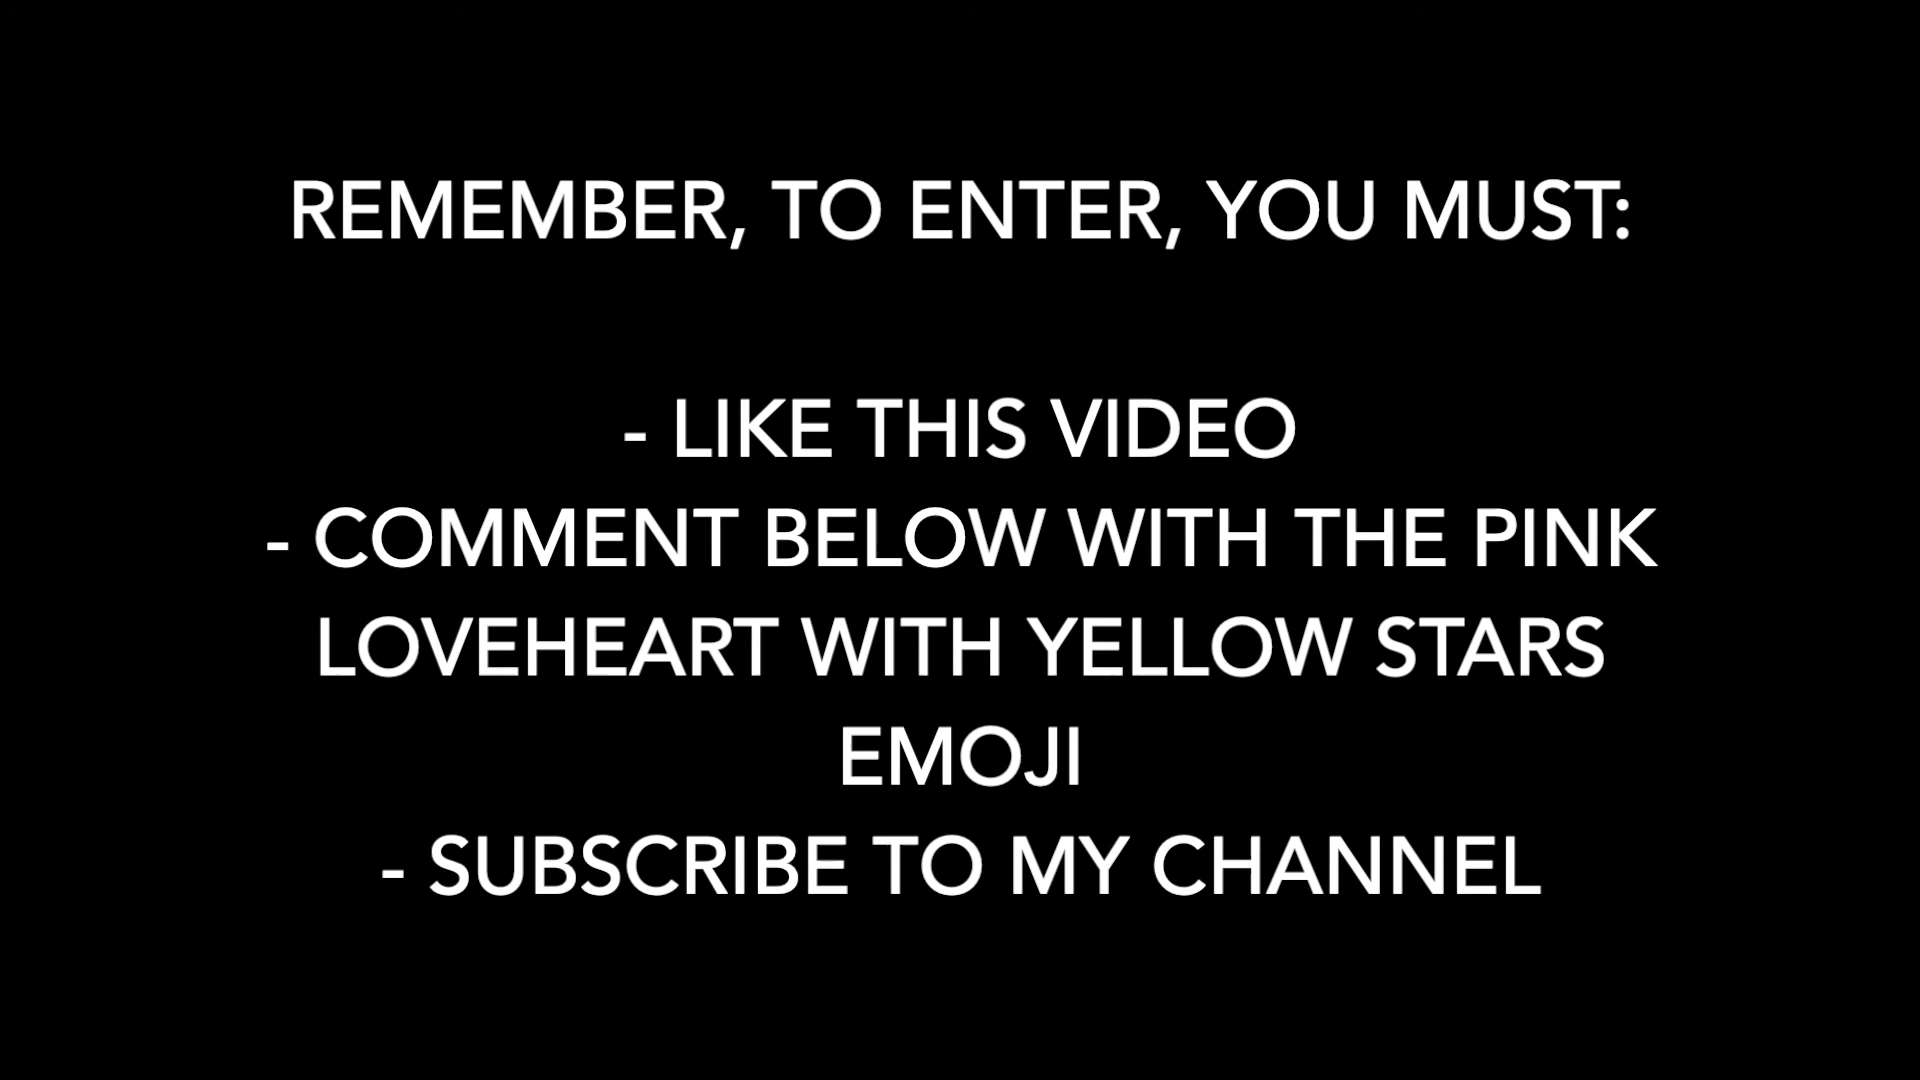 REMEMBER, TO ENTER, YOU MUST:
- LIKE THIS VIDEO
- COMMENT BELOW WITH THE PINK
LOVEHEART WITH YELLOW STARS
EMOJI
- SUBSCRIBE TO MY CHANNEL